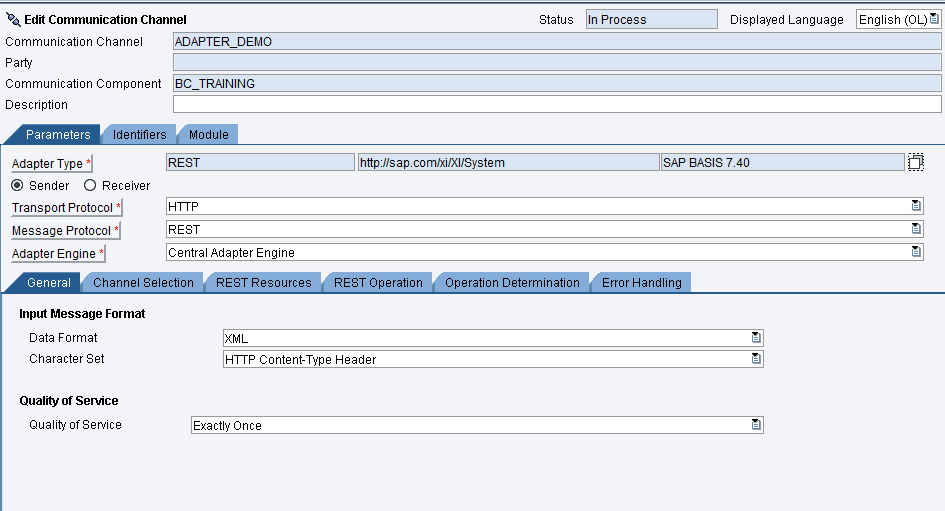 Edit Communication Channel Status In Process Displayed Language English (OL)
Communication Channel ADAPTER_DEMO
Party
Communication Component BC_TRAINING
Description
Parameters Identifiers Module
Adapter Type * REST http://sap.com/xi/XI/System SAP BASIS 7.40
Sender Receiver
Transport Protocol * HTTP
Message Protocol * REST
Adapter Engine * Central Adapter Engine
General Channel Selection REST Resources REST Operation Operation Determination Error Handling
Input Message Format
Data Format XML
Character Set HTTP Content-Type Header
Quality of Service
Quality of Service Exactly Once